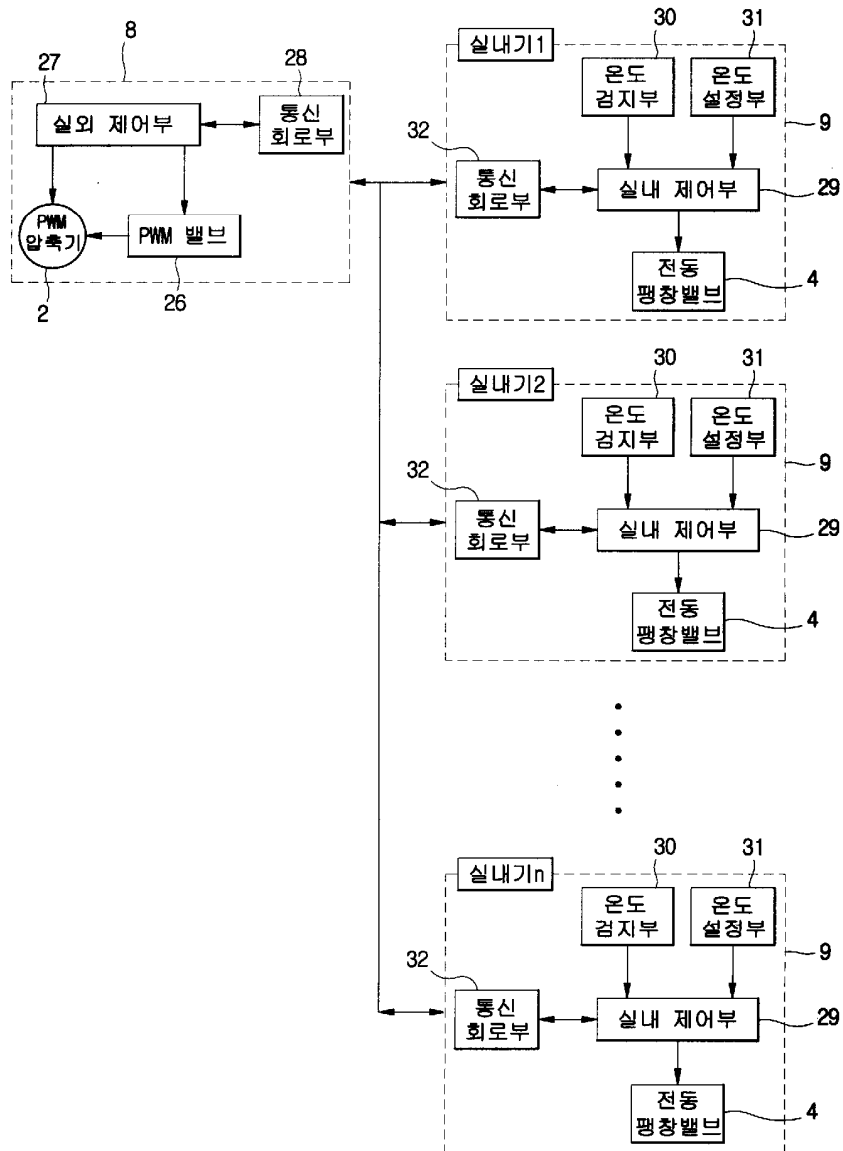 8
27
28
실외 제어부
통신
회로부
PWM
압축기
PWM 밸브
2
26
실내기1
30
31
온도
검지부
온도
설정부
9
32
통신
회로부
실내 제어부
29
전동
팽창밸브
4
실내기2
30
31
온도
검지부
온도
설정부
9
32
통신
회로부
실내 제어부
29
전동
팽창밸브
4
실내기n
30
31
온도
검지부
온도
설정부
9
32
통신
회로부
실내 제어부
29
전동
팽창밸브
4